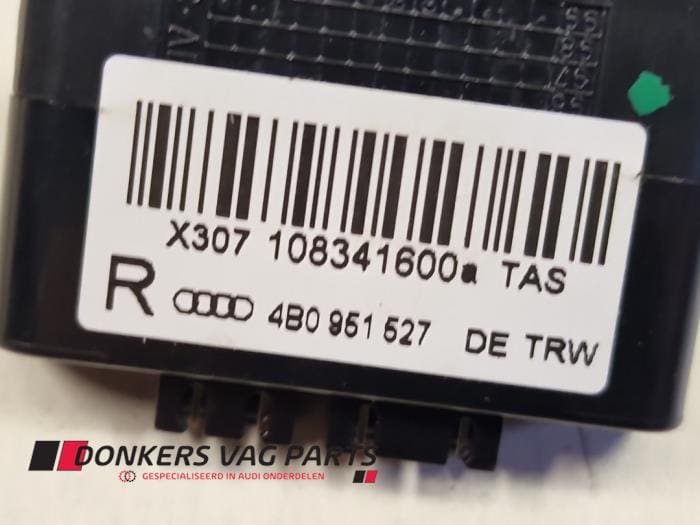 X307 108341600a TAS
R 4B0 951 527 DE TRW
DONKERS VAG PARTS
GESPECIALISEERD IN AUDI ONDERDELEN